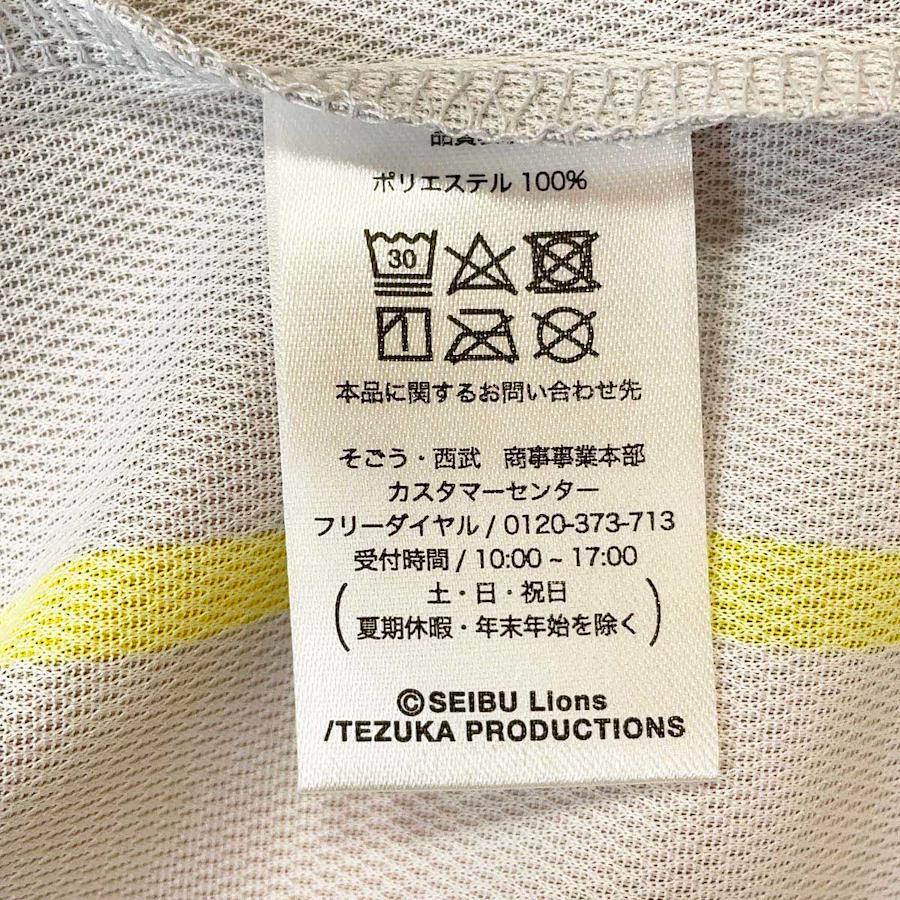 ポリエステル 100%
30
本品に関するお問い合わせ先
そごう・西武　商事事業本部
カスタマーセンター
フリーダイヤル / 0120-373-713
受付時間 / 10:00 ~ 17:00
(土・日・祝日
夏期休暇・年末年始を除く)
©SEIBU Lions
/TEZUKA PRODUCTIONS